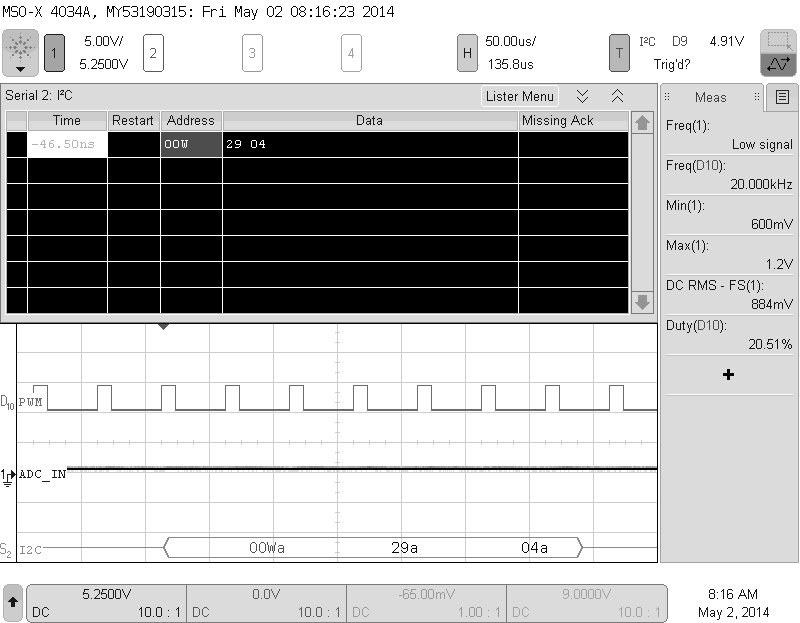 MSO-X 4034A, MY53190315: Fri May 02 08:16:23 2014
1 5.00V/ 5.2500V 2 3 4 H 50.00us/ 135.8us T I²C D9 4.91V Trig'd?
Serial 2: I²C Lister Menu
Time Restart Address Data Missing Ack
-46.50ns 00W 29 04
Meas
Freq(1):
Low signal
Freq(D10):
20.000kHz
Min(1):
600mV
Max(1):
1.2V
DC RMS - FS(1):
884mV
Duty(D10):
20.51%
+
D10 PWM
1 ADC_IN
S2 I2C 00Wa 29a 04a
5.2500V 0.0V -65.00mV 9.0000V
DC 10.0 : 1 DC 10.0 : 1 DC 1.00 : 1 DC 10.0 : 1
8:16 AM
May 2, 2014